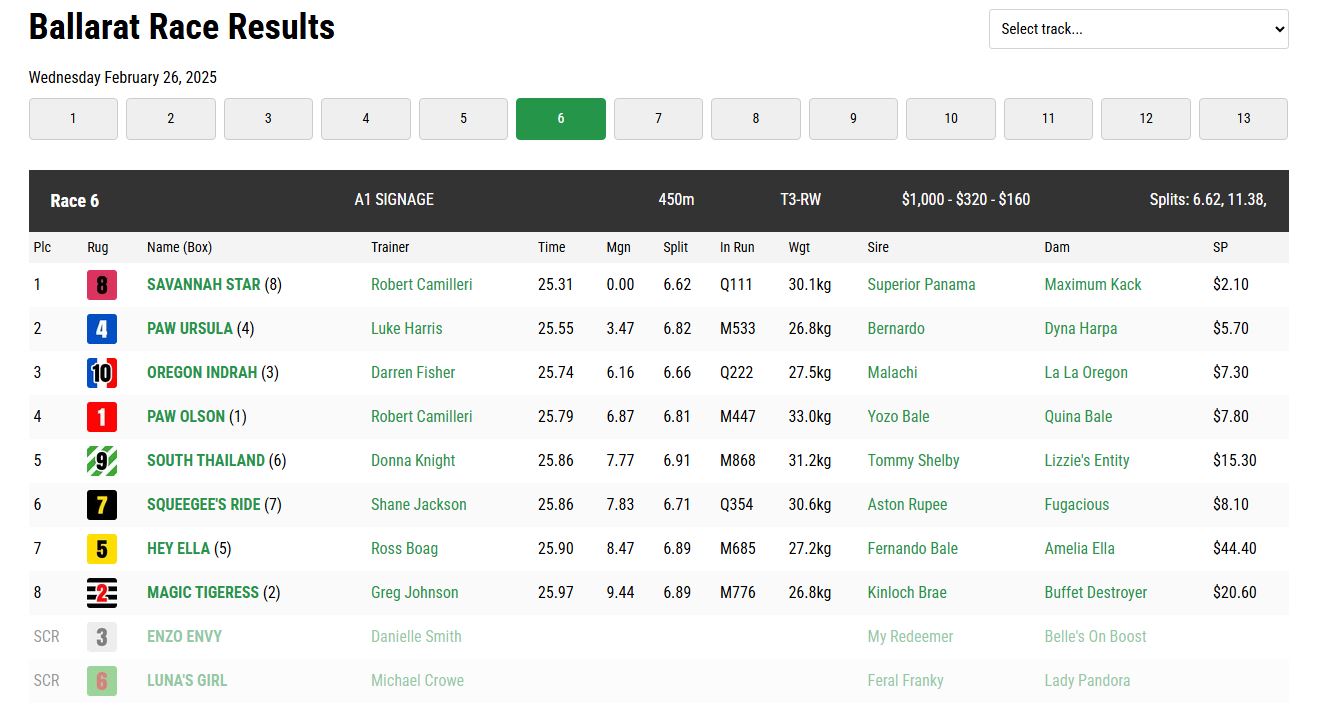 Ballarat Race Results
Select track...
Wednesday February 26, 2025
1 2 3 4 5 6 7 8 9 10 11 12 13
Race 6 A1 SIGNAGE 450m T3-RW $1,000 - $320 - $160 Splits: 6.62, 11.38,
Plc Rug Name (Box) Trainer Time Mgn Split In Run Wgt Sire Dam SP
1 8 SAVANNAH STAR (8) Robert Camilleri 25.31 0.00 6.62 Q111 30.1kg Superior Panama Maximum Kack $2.10
2 4 PAW URSULA (4) Luke Harris 25.55 3.47 6.82 M533 26.8kg Bernardo Dyna Harpa $5.70
3 10 OREGON INDRAH (3) Darren Fisher 25.74 6.16 6.66 Q222 27.5kg Malachi La La Oregon $7.30
4 1 PAW OLSON (1) Robert Camilleri 25.79 6.87 6.81 M447 33.0kg Yozo Bale Quina Bale $7.80
5 9 SOUTH THAILAND (6) Donna Knight 25.86 7.77 6.91 M868 31.2kg Tommy Shelby Lizzie's Entity $15.30
6 7 SQUEEGEE'S RIDE (7) Shane Jackson 25.86 7.83 6.71 Q354 30.6kg Aston Rupee Fugacious $8.10
7 5 HEY ELLA (5) Ross Boag 25.90 8.47 6.89 M685 27.2kg Fernando Bale Amelia Ella $44.40
8 2 MAGIC TIGERESS (2) Greg Johnson 25.97 9.44 6.89 M776 26.8kg Kinloch Brae Buffet Destroyer $20.60
SCR 3 ENZO ENVY Danielle Smith My Redeemer Belle's On Boost
SCR 6 LUNA'S GIRL Michael Crowe Feral Franky Lady Pandora